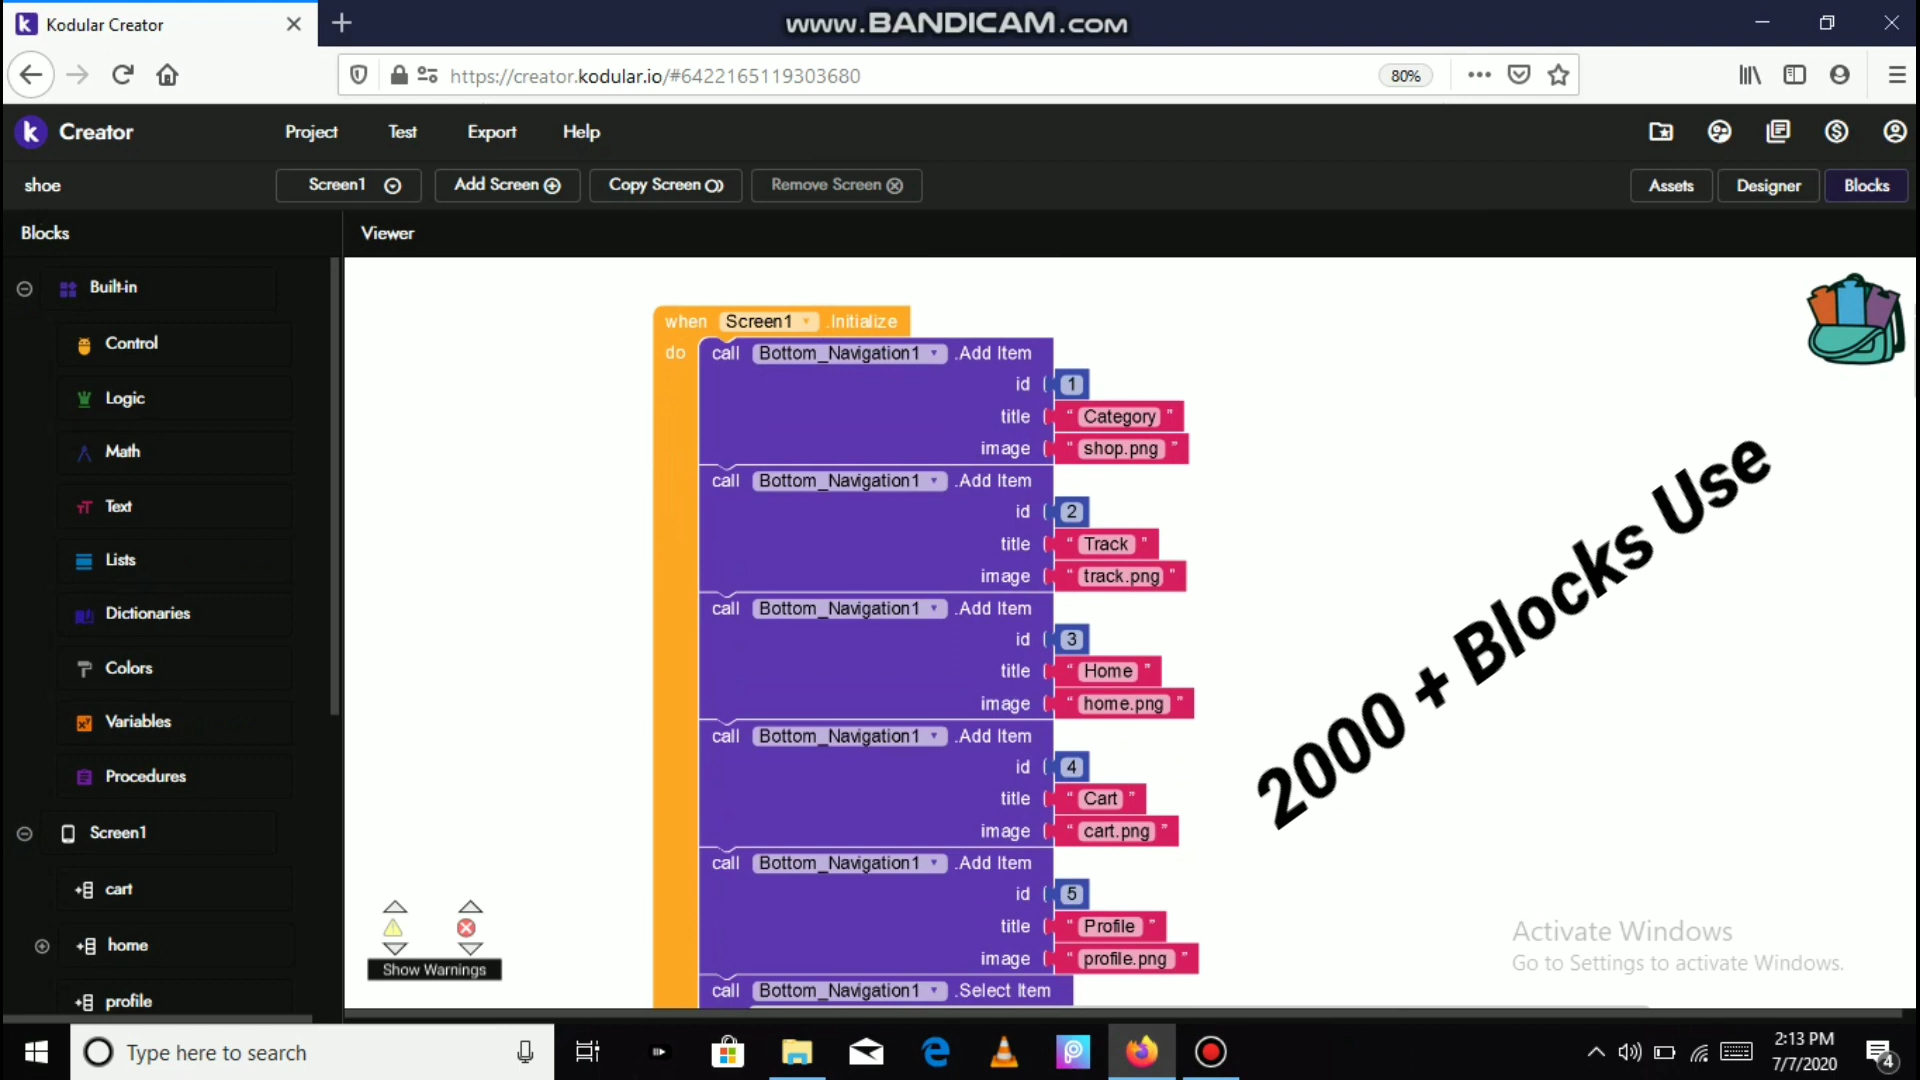 Kodular Creator
www.BANDICAM.com
https://creator.kodular.io/#6422165119303680
80%
Creator
Project
Test
Export
Help
shoe
Screen1
Add Screen
Copy Screen
Remove Screen
Assets
Designer
Blocks
Blocks
Viewer
Built-in
Control
Logic
Math
Text
Lists
Dictionaries
Colors
Variables
Procedures
Screen1
cart
home
profile
when Screen1 .Initialize
do call Bottom_Navigation1 .Add Item
id 1
title " Category "
image " shop.png "
call Bottom_Navigation1 .Add Item
id 2
title " Track "
image " track.png "
call Bottom_Navigation1 .Add Item
id 3
title " Home "
image " home.png "
call Bottom_Navigation1 .Add Item
id 4
title " Cart "
image " cart.png "
call Bottom_Navigation1 .Add Item
id 5
title " Profile "
image " profile.png "
call Bottom_Navigation1 .Select Item
2000 + Blocks Use
Show Warnings
Activate Windows
Go to Settings to activate Windows.
Type here to search
2:13 PM
7/7/2020
4